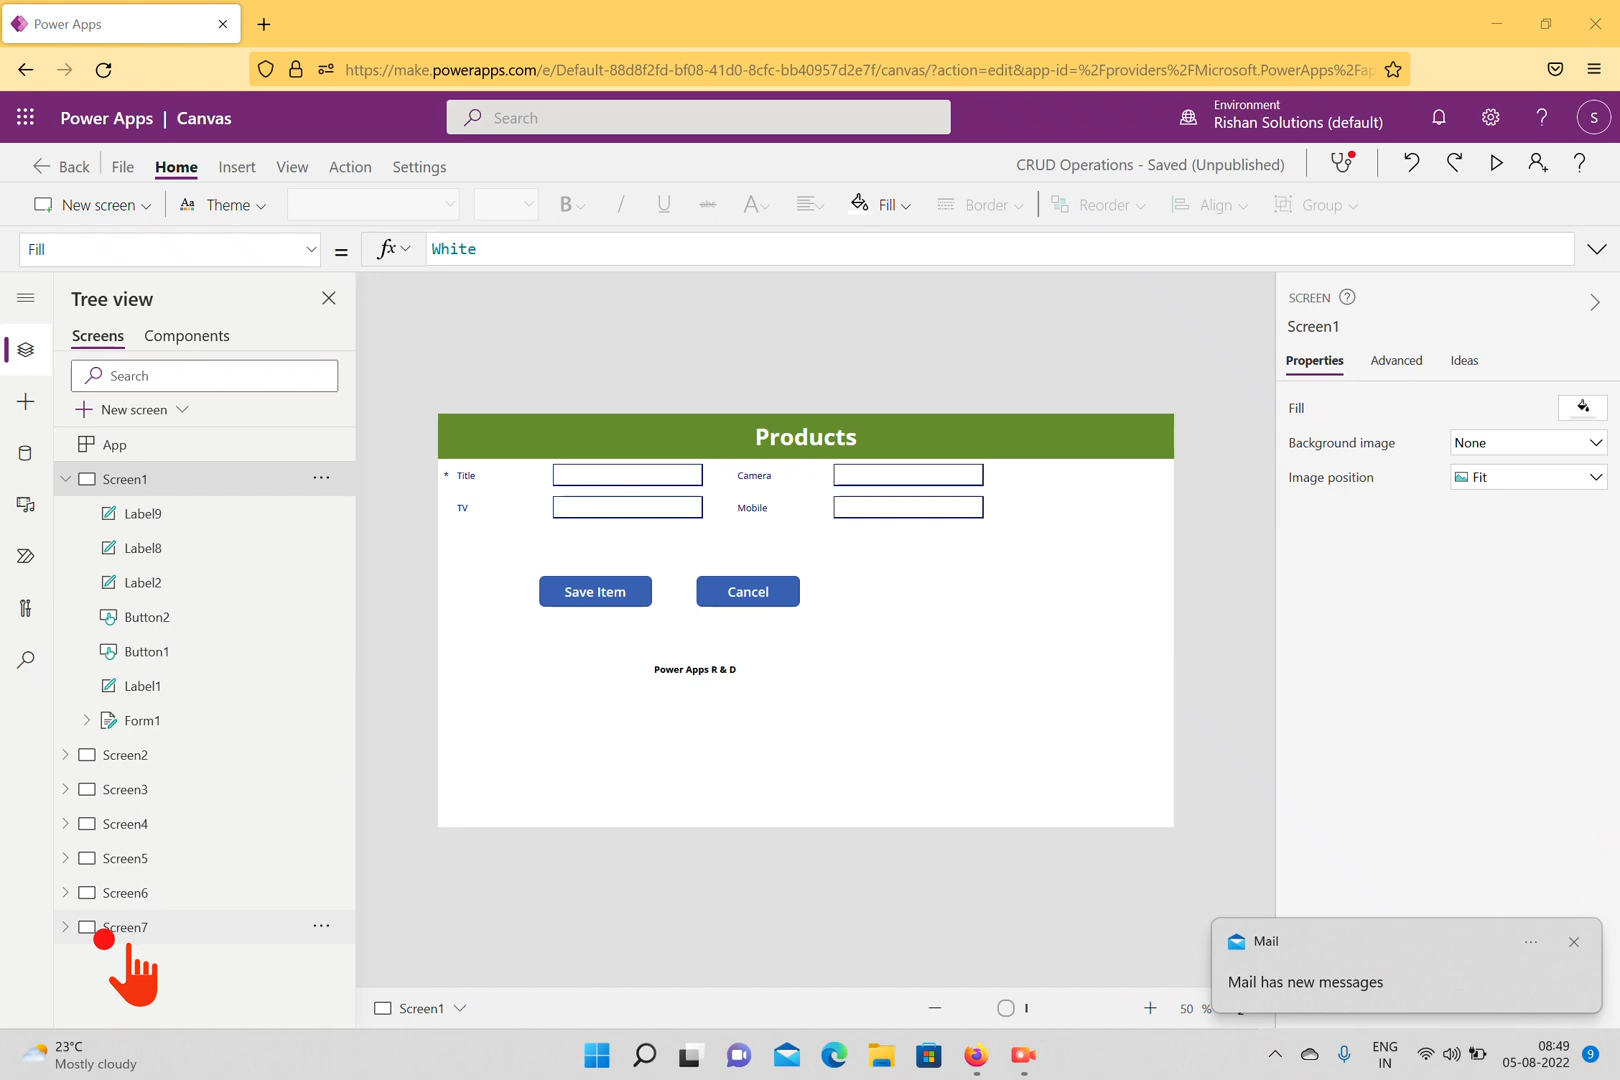 Power Apps
https://make.powerapps.com/e/Default-88d8f2fd-bf08-41d0-8cfc-bb40957d2e7f/canvas/?action=edit&app-id=%2Fproviders%2FMicrosoft.PowerApps%2Fap
Power Apps | Canvas
Search
Environment
Rishan Solutions (default)
S
Back File Home Insert View Action Settings
CRUD Operations - Saved (Unpublished)
New screen Theme B / U abc A Fill Border Reorder Align Group
Fill = fx White
Tree view
Screens Components
Search
New screen
App
Screen1
Label9
Label8
Label2
Button2
Button1
Label1
Form1
Screen2
Screen3
Screen4
Screen5
Screen6
Screen7
Products
* Title Camera
TV Mobile
Save Item Cancel
Power Apps R & D
SCREEN
Screen1
Properties Advanced Ideas
Fill
Background image None
Image position Fit
Mail
Mail has new messages
Screen1 50 %
23°C
Mostly cloudy
ENG
IN
08:49
05-08-2022
9